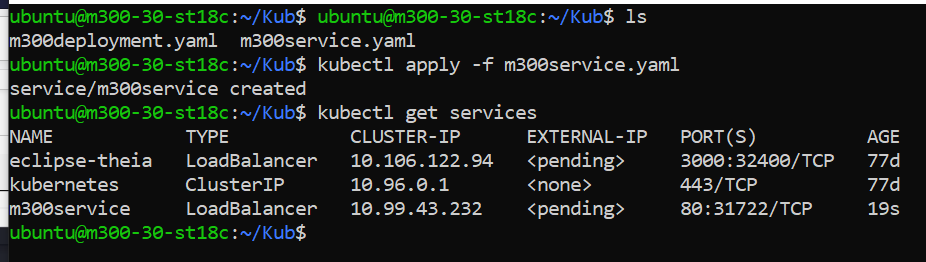 ubuntu@m300-30-st18c:~/Kub$ ubuntu@m300-30-st18c:~/Kub$ ls
m300deployment.yaml  m300service.yaml
ubuntu@m300-30-st18c:~/Kub$ kubectl apply -f m300service.yaml
service/m300service created
ubuntu@m300-30-st18c:~/Kub$ kubectl get services
NAME            TYPE           CLUSTER-IP      EXTERNAL-IP   PORT(S)          AGE
eclipse-theia   LoadBalancer   10.106.122.94   <pending>     3000:32400/TCP   77d
kubernetes      ClusterIP      10.96.0.1       <none>        443/TCP          77d
m300service     LoadBalancer   10.99.43.232    <pending>     80:31722/TCP     19s
ubuntu@m300-30-st18c:~/Kub$